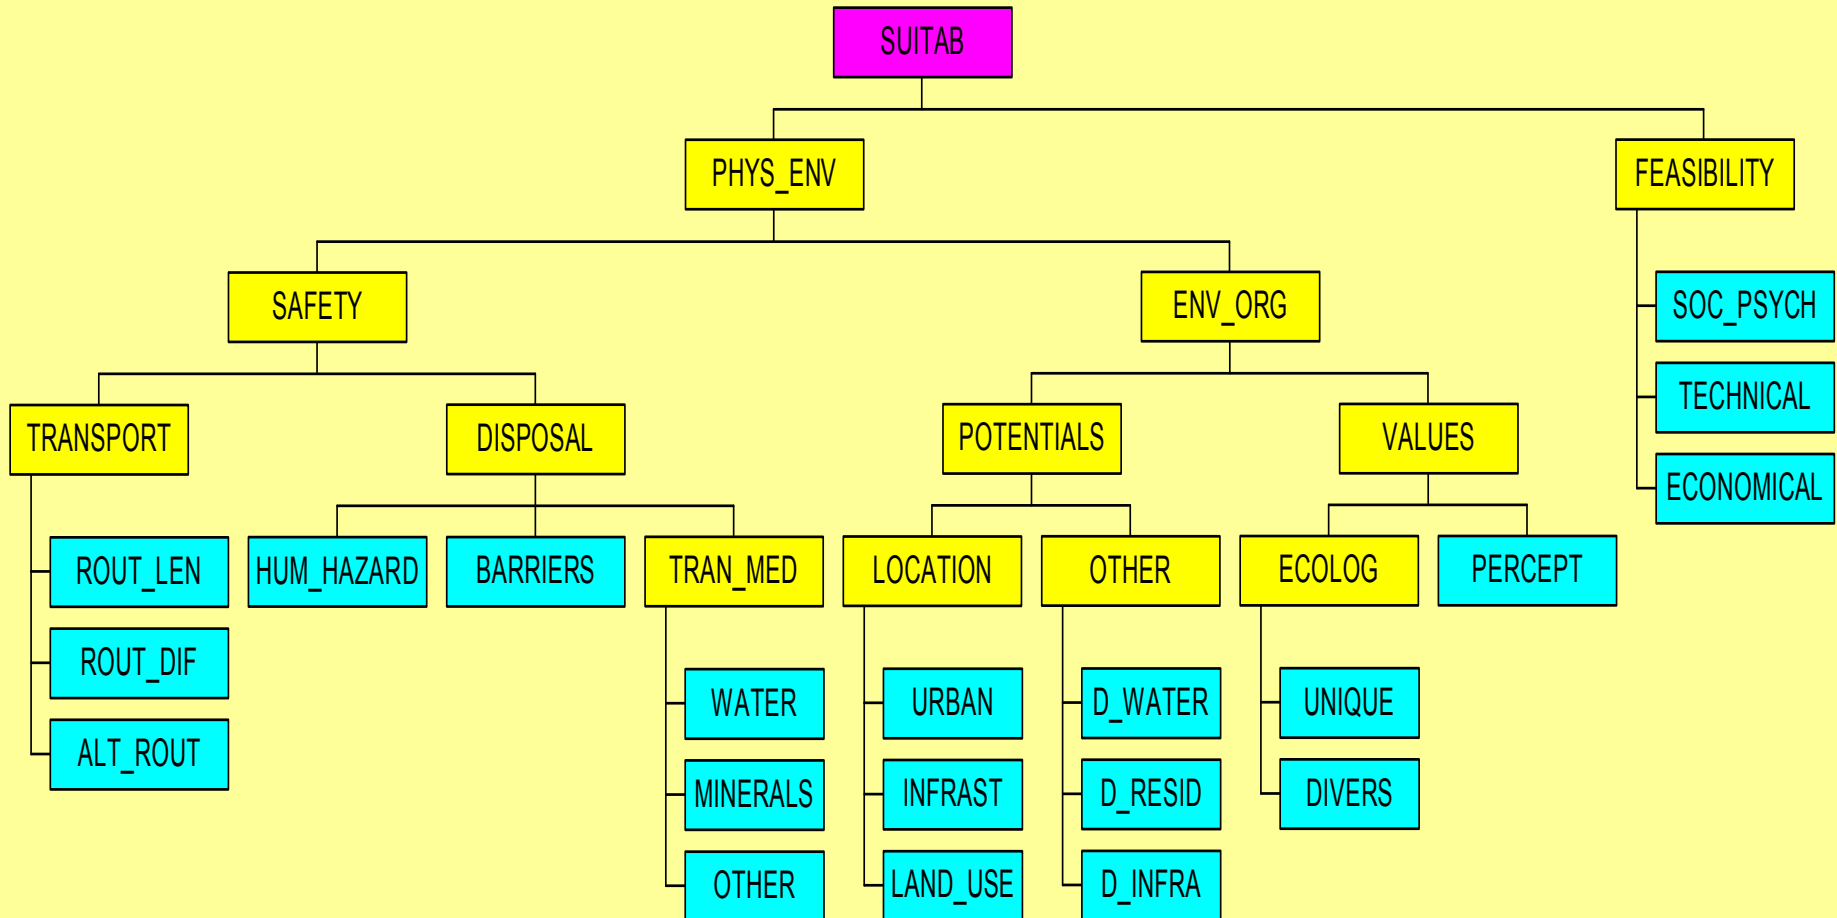 SUITAB
PHYS_ENV
FEASIBILITY
SAFETY
ENV_ORG
SOC_PSYCH
TECHNICAL
ECONOMICAL
TRANSPORT
DISPOSAL
POTENTIALS
VALUES
ROUT_LEN
ROUT_DIF
ALT_ROUT
HUM_HAZARD
BARRIERS
TRAN_MED
LOCATION
OTHER
ECOLOG
PERCEPT
WATER
MINERALS
OTHER
URBAN
INFRAST
LAND_USE
D_WATER
D_RESID
D_INFRA
UNIQUE
DIVERS